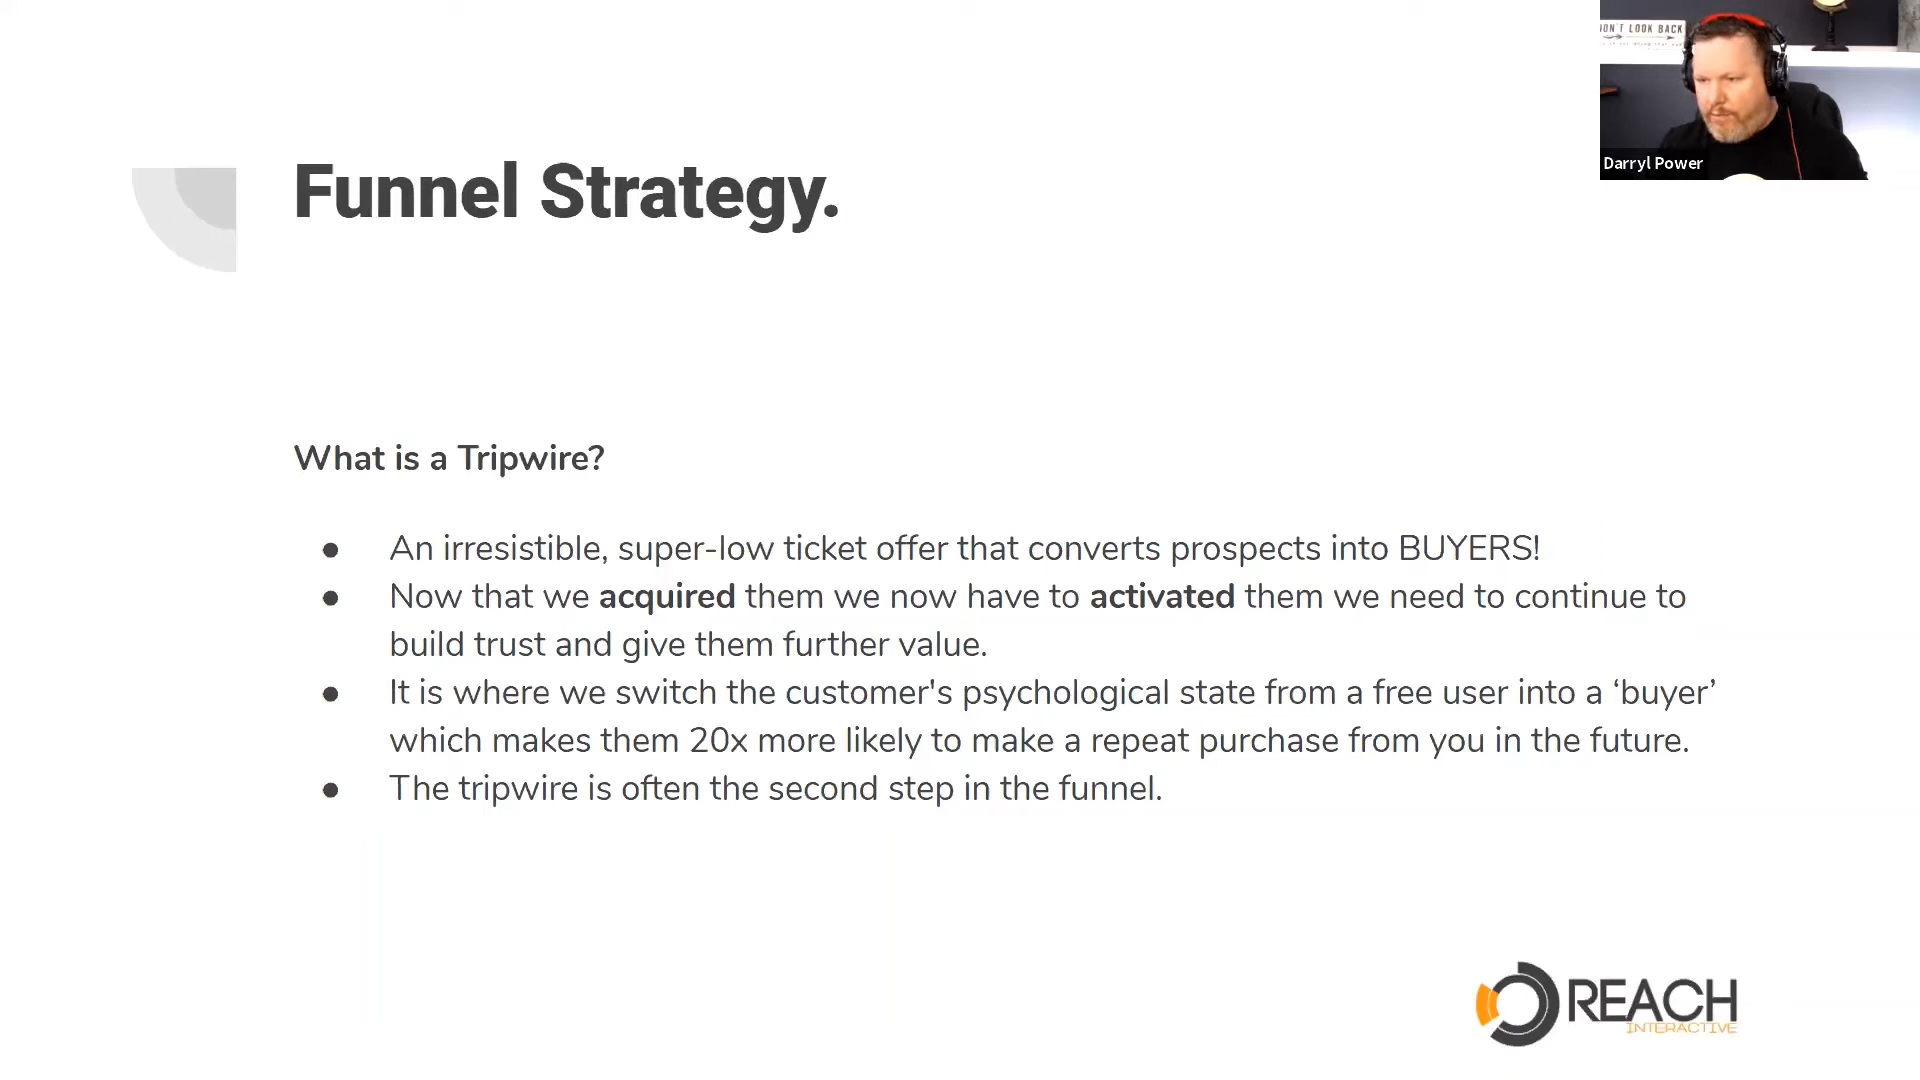 DON'T LOOK BACK
Darryl Power
Funnel Strategy.
What is a Tripwire?
● An irresistible, super-low ticket offer that converts prospects into BUYERS!
● Now that we acquired them we now have to activated them we need to continue to
build trust and give them further value.
● It is where we switch the customer's psychological state from a free user into a ‘buyer’
which makes them 20x more likely to make a repeat purchase from you in the future.
● The tripwire is often the second step in the funnel.
REACH
INTERACTIVE